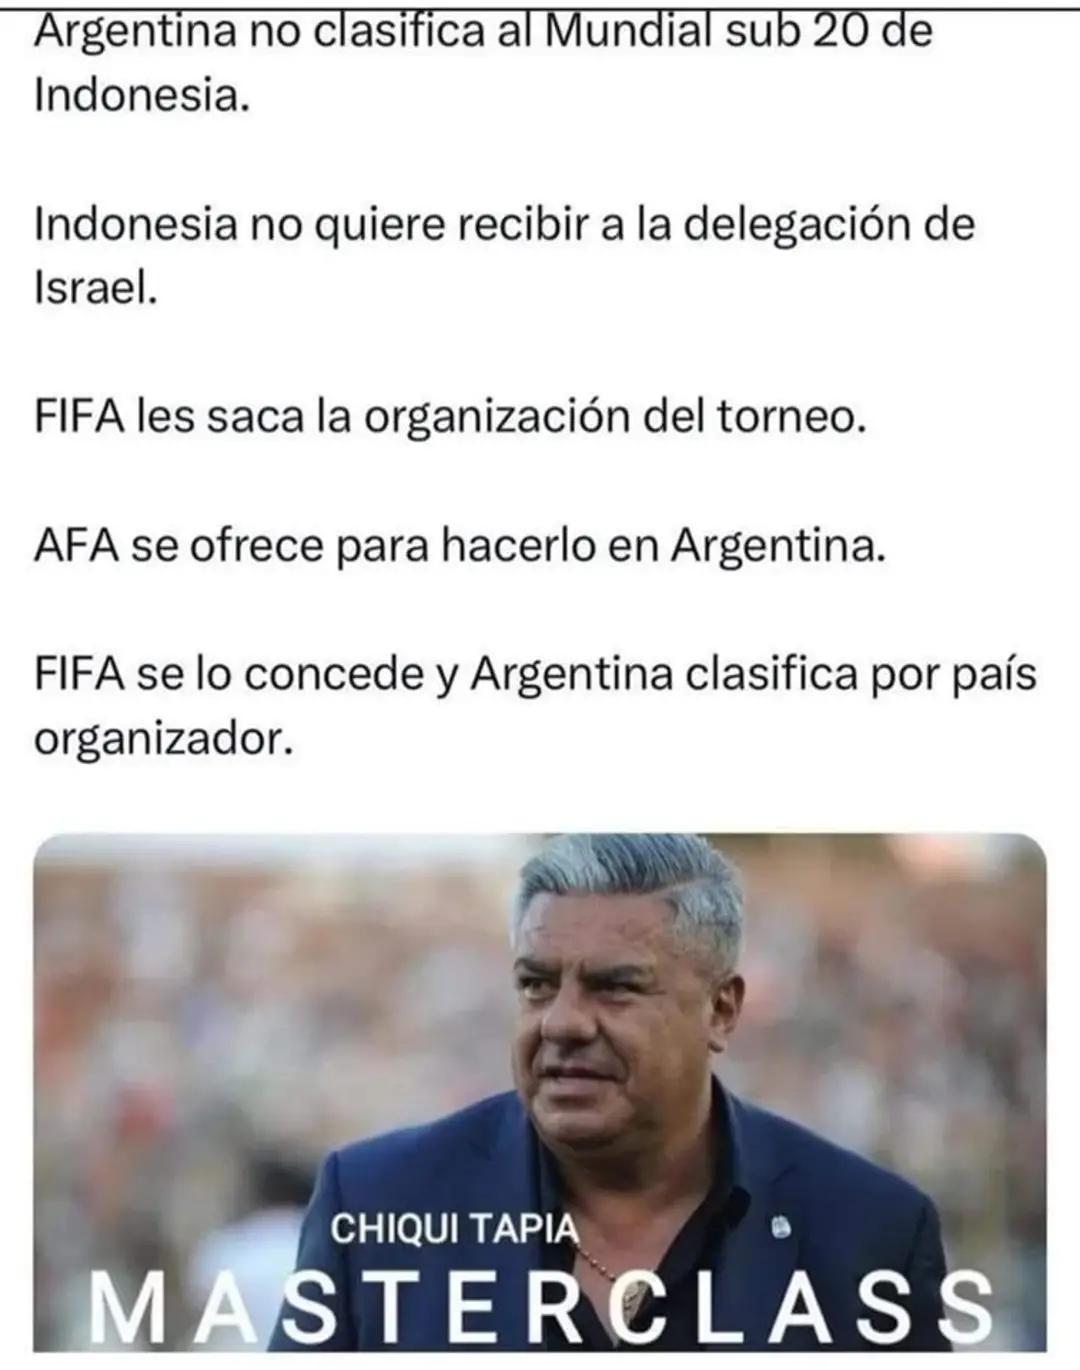 Argentina no clasifica al Mundial sub 20 de
Indonesia.
Indonesia no quiere recibir a la delegación de
Israel.
FIFA les saca la organización del torneo.
AFA se ofrece para hacerlo en Argentina.
FIFA se lo concede y Argentina clasifica por país
organizador.
CHIQUI TAPIA
MASTERCLASS